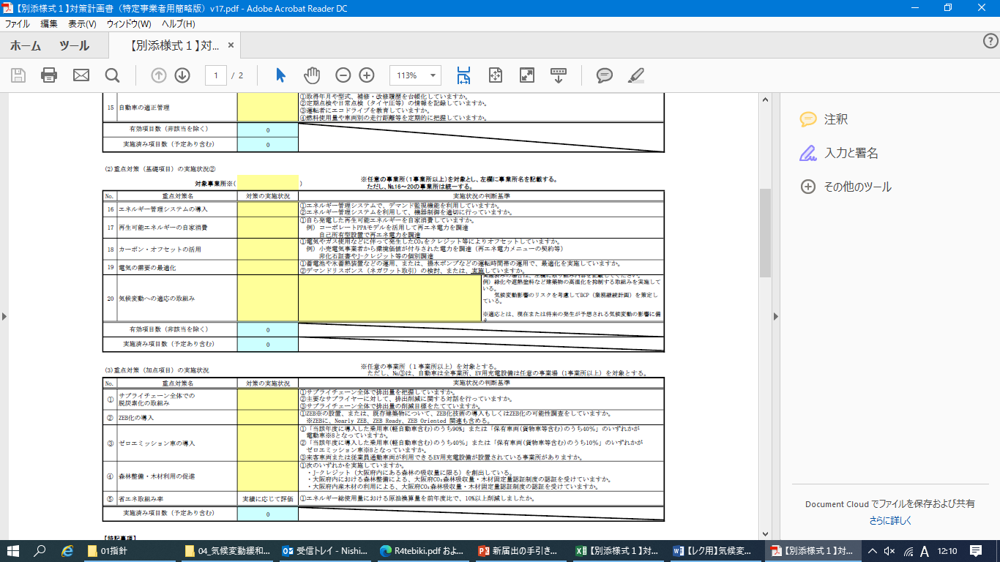 【別添様式１】対策計画書（特定事業者用簡略版）v17.pdf - Adobe Acrobat Reader DC
ファイル 編集 表示(V) ウィンドウ(W) ヘルプ(H)
ホーム ツール 【別添様式１】対... ×
1 / 2 113%
15 自動車の適正管理
①取得年月や型式、補修・改修履歴を台帳化していますか。
②定期点検や日常点検（タイヤ圧等）の情報を記録していますか。
③運転者にエコドライブを教育していますか。
④燃料使用量や車両別の走行距離等を定期的に把握していますか。
有効項目数（非該当を除く） 0
実施済み項目数（予定あり含む） 0
(2)重点対策（基礎項目）の実施状況②
対象事業所※( )
※任意の事業所(１事業所以上)を対象とし、左欄に事業所名を記載する。
ただし、№16～20の事業所は統一する。
No. 重点対策名 対策の実施状況 実施状況の判断基準
16 エネルギー管理システムの導入
①エネルギー管理システムで、デマンド監視機能を利用していますか。
②エネルギー管理システムを利用して、機器制御を適切に行っていますか。
17 再生可能エネルギーの自家消費
①自ら発電した再生可能エネルギーを自家消費していますか。
例）コーポレートPPAモデルを活用して再エネ電力を調達
自己所有型設置で再エネ電力を調達
18 カーボン・オフセットの活用
①電気やガス使用などに伴って発生したCO₂をクレジット等によりオフセットしていますか。
例）小売電気事業者から環境価値が付与された電力を調達（再エネ電力メニューの契約等）
非化石証書やJ-クレジット等の個別調達
19 電気の需要の最適化
①蓄電池や氷蓄熱装置などの運用、または、揚水ポンプなどの運転時間帯の運用で、最適化を実施していますか。
②デマンドリスポンス（ネガワット取引）の検討、または、実施していますか。
20 気候変動への適応の取組み
実施済みの場合は、左欄に取り組み内容を記載してください。
例）緑化や遮熱塗料など建築物の高温化を抑制する取組みを実施して
いる。
気候変動影響のリスクを考慮してBCP（業務継続計画）を策定し
ている。
※適応とは、現在または将来の発生が予想される気候変動の影響に備
え
有効項目数（非該当を除く） 0
実施済み項目数（予定あり含む） 0
(3)重点対策（加点項目）の実施状況
※任意の事業所（１事業所以上）を対象とする。
ただし、No③は、自動車は全事業所、EV用充電設備は任意の事業場（1事業所以上）を対象とする。
No. 重点対策名 対策の実施状況 実施状況の判断基準
① サプライチェーン全体での
脱炭素化の取組み
①サプライチェーン全体で排出量を把握していますか。
②主要なサプライヤーに対して、排出削減に関する対話を行っていますか。
③サプライチェーン全体で排出量の削減目標をたてていますか。
② ZEB化の導入
①ZEB※の設置、または、既存建築物について、ZEB化技術の導入もしくはZEB化の可能性調査をしていますか。
※ZEBに、Nearly ZEB、ZEB Ready、ZEB Oriented 関連も含める。
③ ゼロエミッション車の導入
①「当該年度に導入した乗用車(軽自動車含む)のうち90%」または「保有車両(貨物車等含む)のうち40％」のいずれかが
電動車※8となっていますか。
②「当該年度に導入した乗用車(軽自動車含む)のうち40％」または「保有車両(貨物車等含む)のうち10％」のいずれかが
ゼロエミッション車※8となっていますか。
③来客車両または従業員通勤車両が利用できるEV用充電設備が設置されている事業所がありますか。
④ 森林整備・木材利用の促進
①次のいずれかを実施していますか。
・J-クレジット（大阪府内にある森林の吸収量に限る）を創出している。
・大阪府内における森林整備による、大阪府CO₂森林吸収量・木材固定量認証制度の認証を受けていますか。
・大阪府内産木材の利用による、大阪府CO₂森林吸収量・木材固定量認証制度の認証を受けていますか。
⑤ 省エネ取組み率 実績に応じて評価 ①エネルギー総使用量における原油換算量を前年度比で、10%以上削減しましたか。
実施済み項目数（予定あり含む） 0
【特記事項】
注釈
入力と署名
その他のツール
Document Cloud でファイルを保存および共有
さらに詳しく
01指針
04_気候変動緩和...
受信トレイ - Nishi...
R4tebiki.pdf およ...
新届出の手引き...
【別添様式１】対...
【レク用】気候変...
【別添様式１】対...
A 12:10